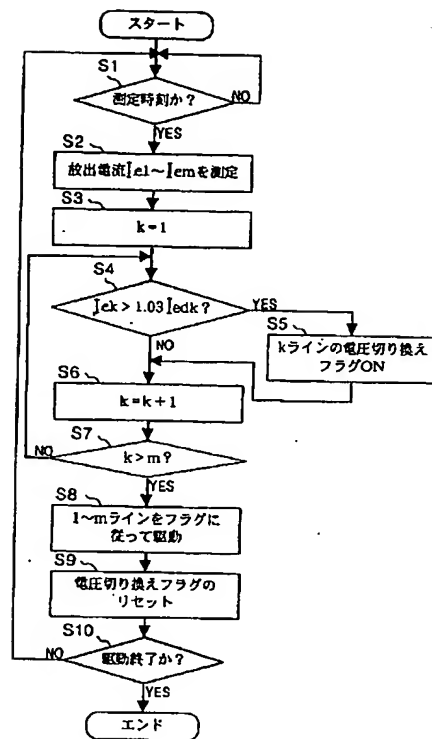 スタート
S1
測定時刻か?
NO
YES
S2
放出電流Ie1~Iemを測定
S3
k=1
S4
Iek>1.03Iedk?
YES
NO
S5
kラインの電圧切り換え
フラグON
S6
k=k+1
S7
NO
k>m?
YES
S8
1~mラインをフラグに
従って駆動
S9
電圧切り換えフラグの
リセット
S10
NO
駆動終了か?
YES
エンド